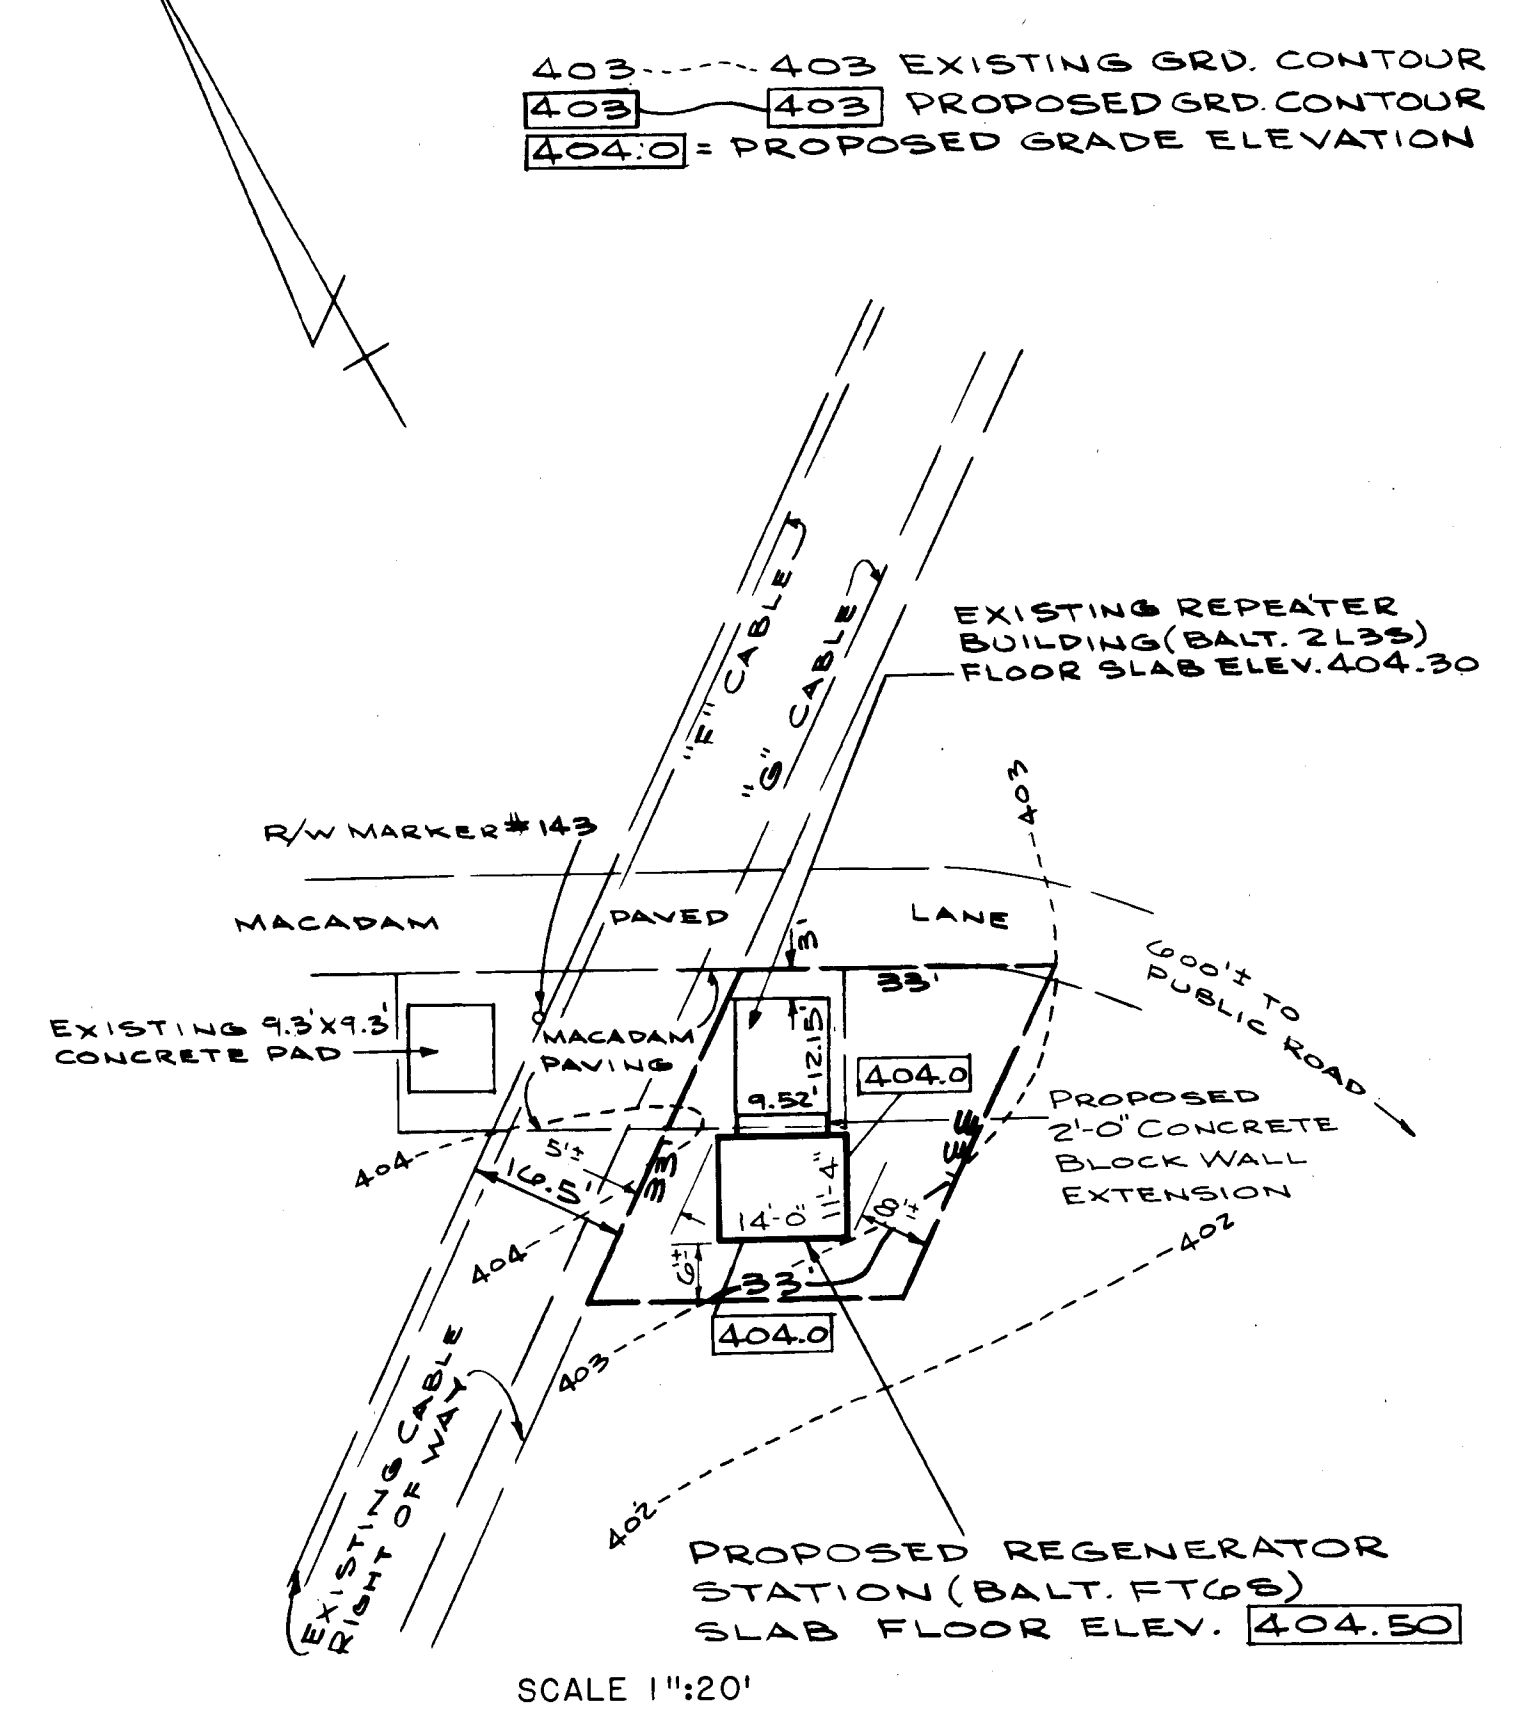 403 403 EXISTING GRD. CONTOUR
403 403 PROPOSED GRD. CONTOUR
404.0 = PROPOSED GRADE ELEVATION
"F" CABLE
"G" CABLE
EXISTING REPEATER
BUILDING (BALT. 2L3S)
FLOOR SLAB ELEV. 404.30
403
R/W MARKER # 143
MACADAM PAVED LANE
3'
33'
600'± TO
PUBLIC ROAD
EXISTING 9.3'X9.3'
CONCRETE PAD
MACADAM
PAVING
12.15'
9.52'
404.0
PROPOSED
2'-0" CONCRETE
BLOCK WALL
EXTENSION
404
5'±
16.5'
33'
33'
11'-4"
14'-0"
8'±
402
404
6'±
33'
404.0
403
EXISTING CABLE
RIGHT OF WAY
402
PROPOSED REGENERATOR
STATION (BALT. FT6S)
SLAB FLOOR ELEV. 404.50
SCALE 1":20'